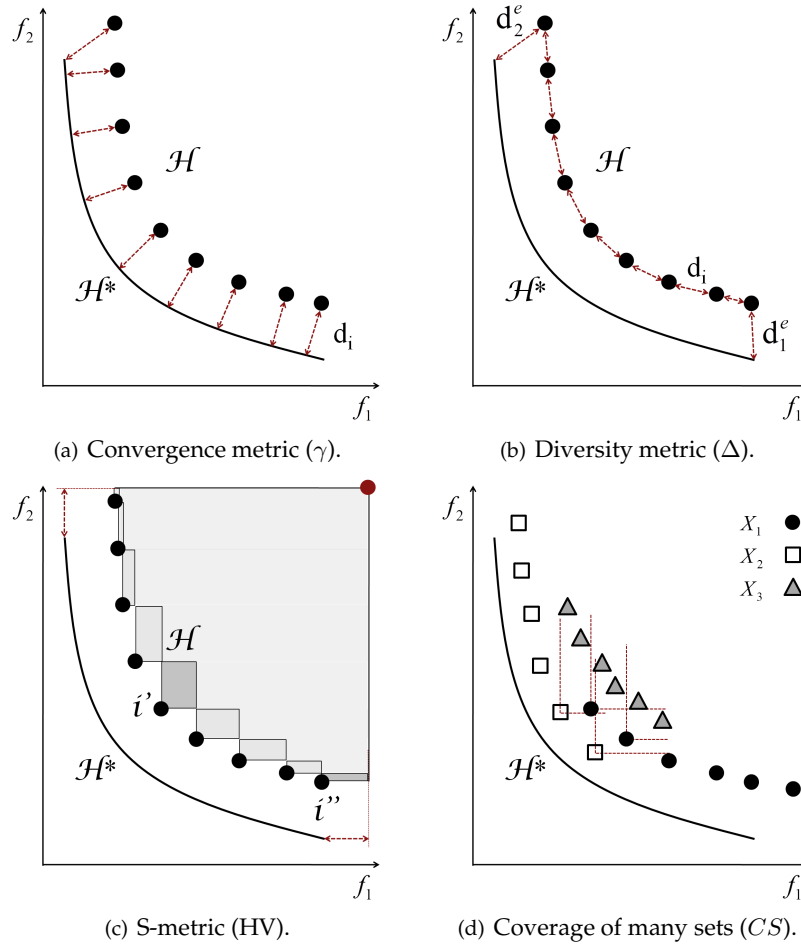 f₂
ℋ
ℋ*
dᵢ
f₁
(a) Convergence metric (γ).
f₂
d₂ᵉ
ℋ
ℋ*
dᵢ
d₁ᵉ
f₁
(b) Diversity metric (Δ).
f₂
ℋ
i'
ℋ*
i''
f₁
(c) S-metric (HV).
f₂
X₁
X₂
X₃
ℋ*
f₁
(d) Coverage of many sets (CS).